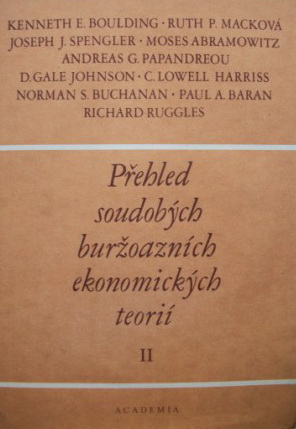 KENNETH E. BOULDING · RUTH P. MACKOVÁ
JOSEPH J. SPENGLER · MOSES ABRAMOWITZ
ANDREAS G. PAPANDREOU
D. GALE JOHNSON · C. LOWELL HARRISS
NORMAN S. BUCHANAN · PAUL A. BARAN
RICHARD RUGGLES
Přehled
soudobých
buržoazních
ekonomických
teorií
II
ACADEMIA